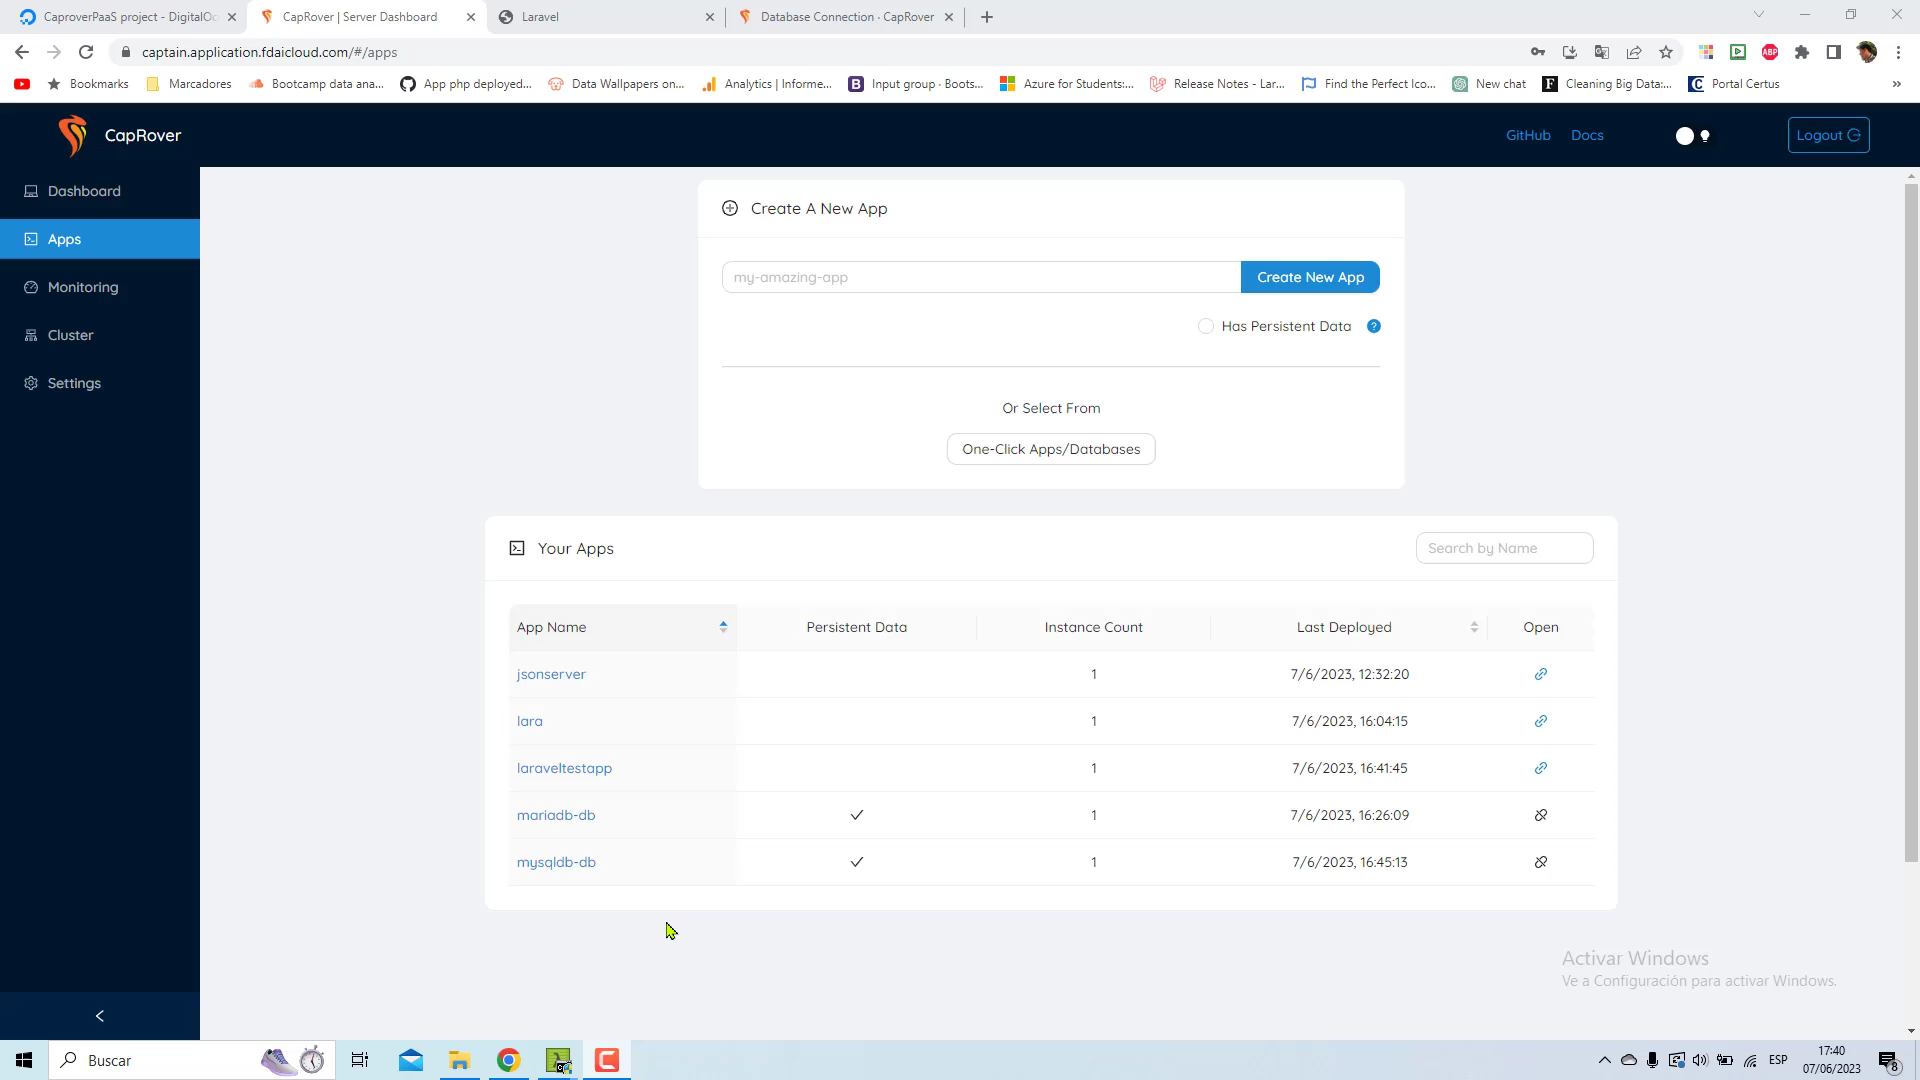 CaproverPaaS project - DigitalOc
CapRover | Server Dashboard
Laravel
Database Connection · CapRover
captain.application.fdaicloud.com/#/apps
ABP
Bookmarks
Marcadores
Bootcamp data ana...
App php deployed...
Data Wallpapers on...
Analytics | Informe...
Input group · Boots...
Azure for Students:...
Release Notes - Lar...
Find the Perfect Ico...
New chat
Cleaning Big Data:...
Portal Certus
»
CapRover
GitHub
Docs
Logout
Dashboard
Apps
Monitoring
Cluster
Settings
Create A New App
my-amazing-app
Create New App
Has Persistent Data
?
Or Select From
One-Click Apps/Databases
Your Apps
Search by Name
App Name
Persistent Data
Instance Count
Last Deployed
Open
jsonserver
1
7/6/2023, 12:32:20
lara
1
7/6/2023, 16:04:15
laraveltestapp
1
7/6/2023, 16:41:45
mariadb-db
1
7/6/2023, 16:26:09
mysqldb-db
1
7/6/2023, 16:45:13
Activar Windows
Ve a Configuración para activar Windows.
Buscar
ESP
17:40
07/06/2023
8